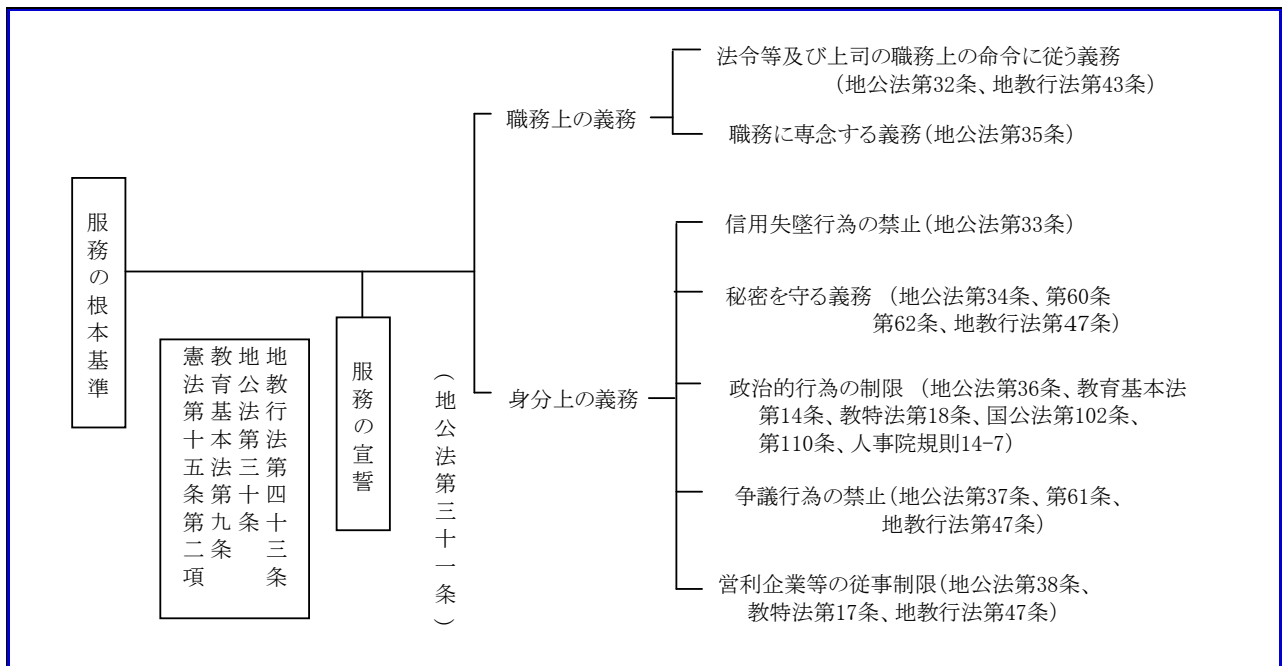 服務の根本基準
地教行法第四十三条
地公法第三十条
教育基本法第九条
憲法第十五条第二項
服務の宣誓
(地公法第三十一条)
職務上の義務
法令等及び上司の職務上の命令に従う義務
(地公法第32条、地教行法第43条)
職務に専念する義務(地公法第35条)
身分上の義務
信用失墜行為の禁止(地公法第33条)
秘密を守る義務 (地公法第34条、第60条
第62条、地教行法第47条)
政治的行為の制限 (地公法第36条、教育基本法
第14条、教特法第18条、国公法第102条、
第110条、人事院規則14-7)
争議行為の禁止(地公法第37条、第61条、
地教行法第47条)
営利企業等の従事制限(地公法第38条、
教特法第17条、地教行法第47条)